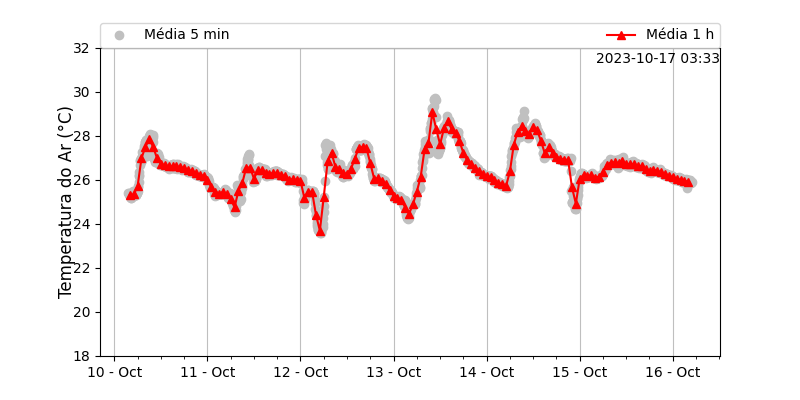 Média 5 min
Média 1 h
2023-10-17 03:33
Temperatura do Ar (°C)
32
30
28
26
24
22
20
18
10 - Oct
11 - Oct
12 - Oct
13 - Oct
14 - Oct
15 - Oct
16 - Oct